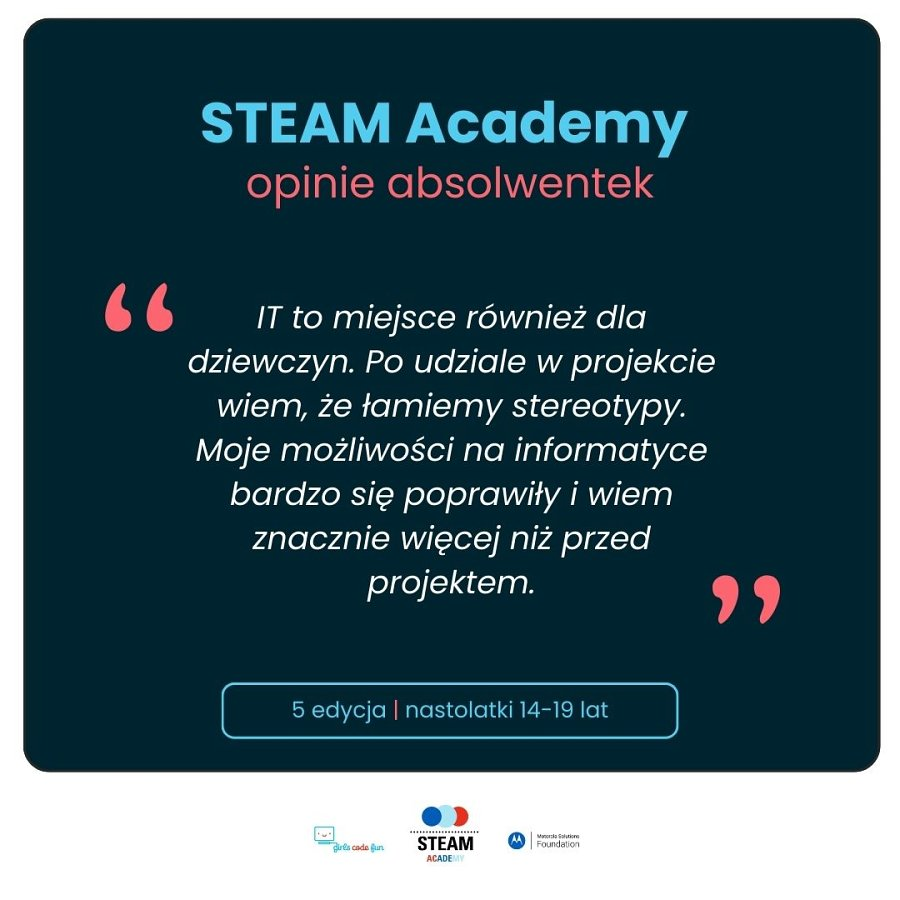 STEAM Academy
opinie absolwentek
“
IT to miejsce również dla
dziewczyn. Po udziale w projekcie
wiem, że łamiemy stereotypy.
Moje możliwości na informatyce
bardzo się poprawiły i wiem
znacznie więcej niż przed
projektem.
”
5 edycja | nastolatki 14-19 lat
girls code fun
STEAM
ACADEMY
Motorola Solutions
Foundation